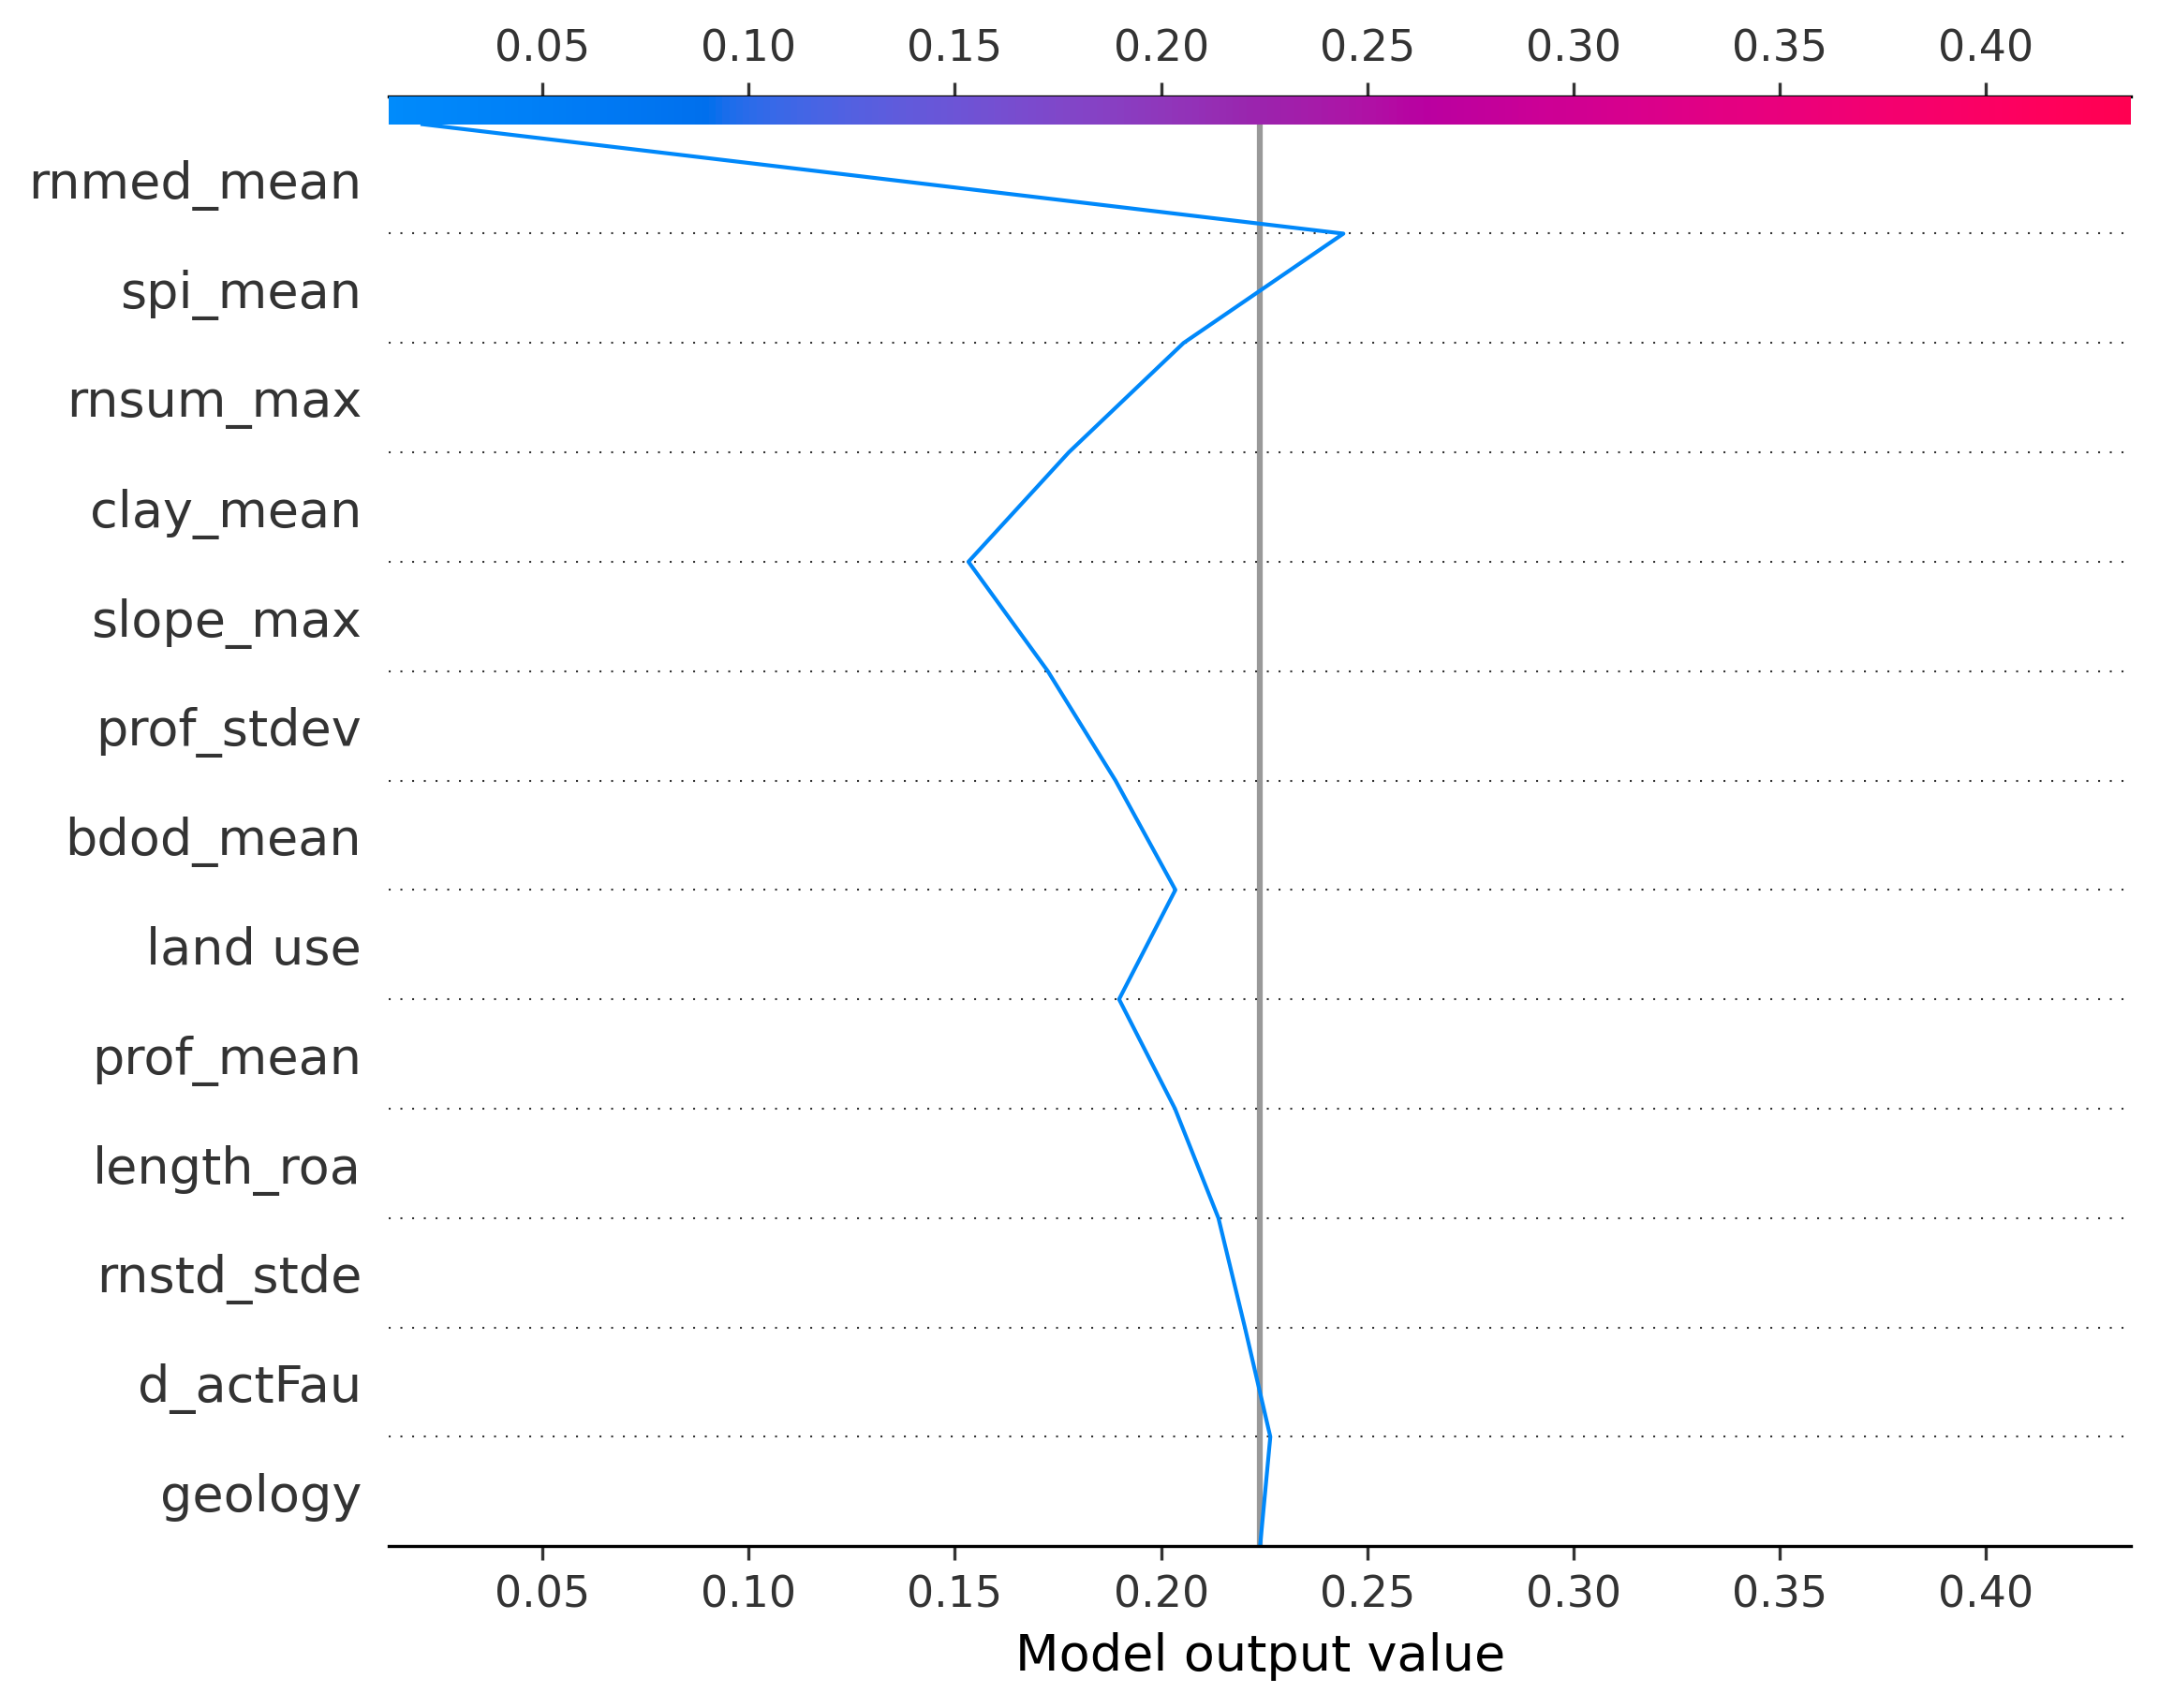 0.05 0.10 0.15 0.20 0.25 0.30 0.35 0.40
rnmed_mean
spi_mean
rnsum_max
clay_mean
slope_max
prof_stdev
bdod_mean
land use
prof_mean
length_roa
rnstd_stde
d_actFau
geology
0.05 0.10 0.15 0.20 0.25 0.30 0.35 0.40
Model output value